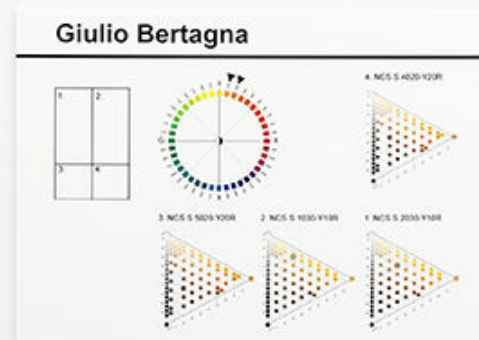 Giulio Bertagna
4. NCS S 4020-Y20R
1. 2.
3. 4.
3. NCS S 5020-Y20R 2. NCS S 1030-Y10R 1. NCS S 2030-Y10R